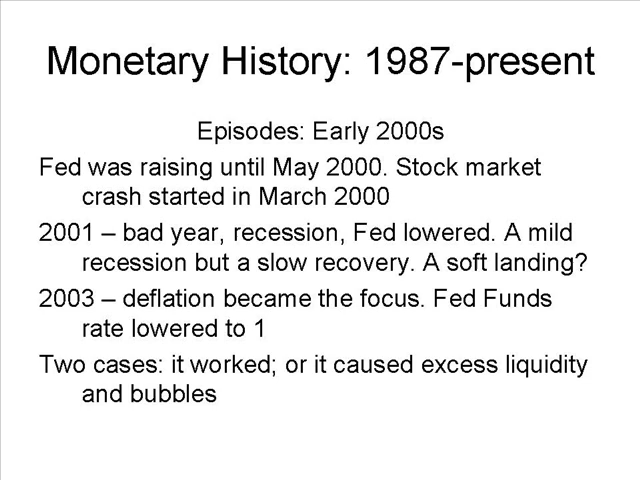 Monetary History: 1987-present
Episodes: Early 2000s
Fed was raising until May 2000. Stock market
crash started in March 2000
2001 – bad year, recession, Fed lowered. A mild
recession but a slow recovery. A soft landing?
2003 – deflation became the focus. Fed Funds
rate lowered to 1
Two cases: it worked; or it caused excess liquidity
and bubbles